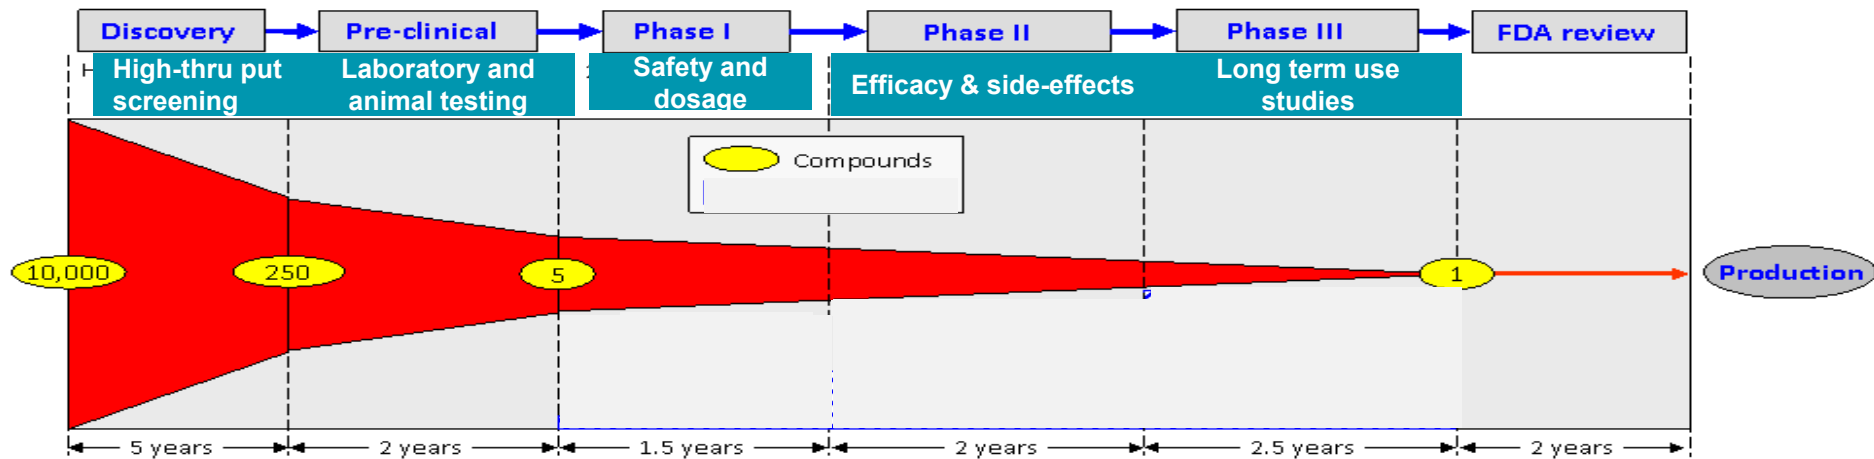 Discovery
Pre-clinical
Phase I
Phase II
Phase III
FDA review
High-thru put
screening
Laboratory and
animal testing
Safety and
dosage
Efficacy & side-effects
Long term use
studies
Compounds
10,000
250
5
1
Production
5 years
2 years
1.5 years
2 years
2.5 years
2 years